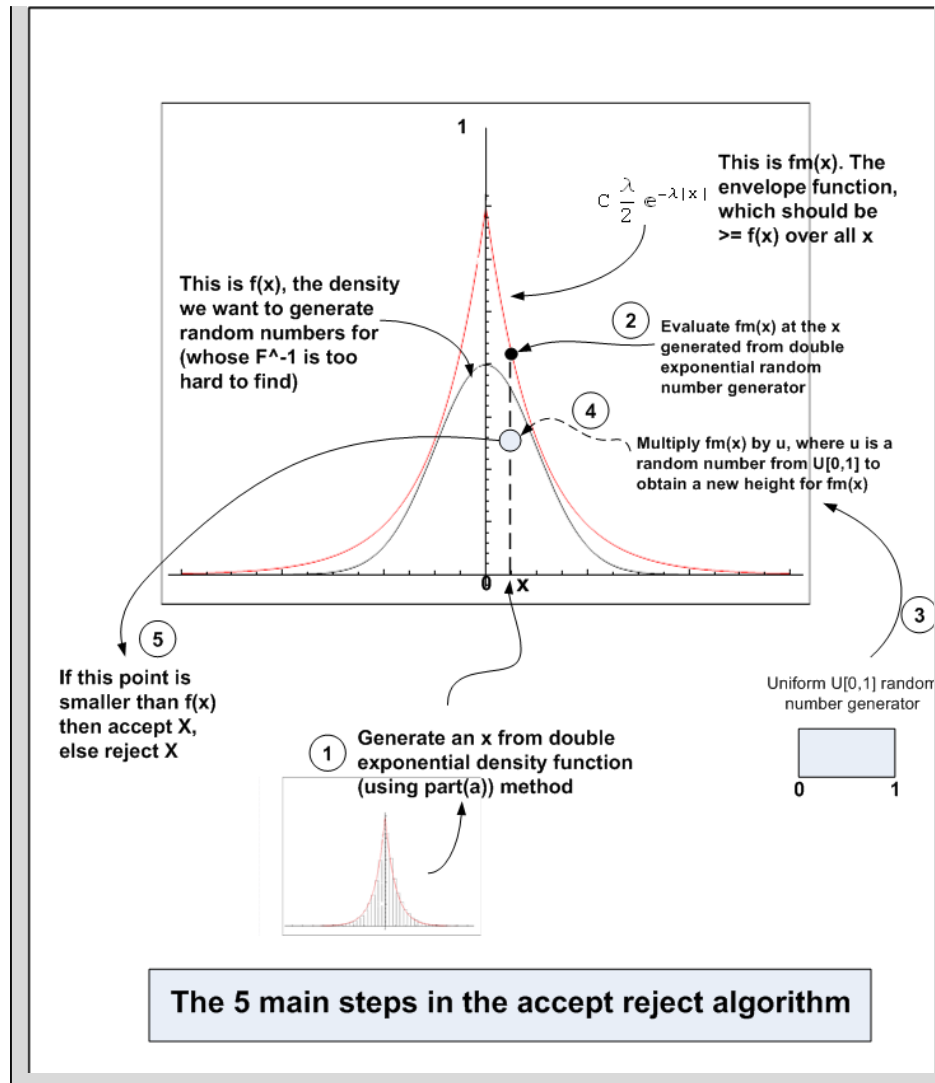 1
This is fm(x). The
envelope function,
which should be
>= f(x) over all x
C λ/2 e^-λ|x|
This is f(x), the density
we want to generate
random numbers for
(whose F^-1 is too
hard to find)
2
Evaluate fm(x) at the x
generated from double
exponential random
number generator
4
Multiply fm(x) by u, where u is a
random number from U[0,1] to
obtain a new height for fm(x)
0 x
5
If this point is
smaller than f(x)
then accept X,
else reject X
3
Uniform U[0,1] random
number generator
0 1
1
Generate an x from double
exponential density function
(using part(a)) method
The 5 main steps in the accept reject algorithm